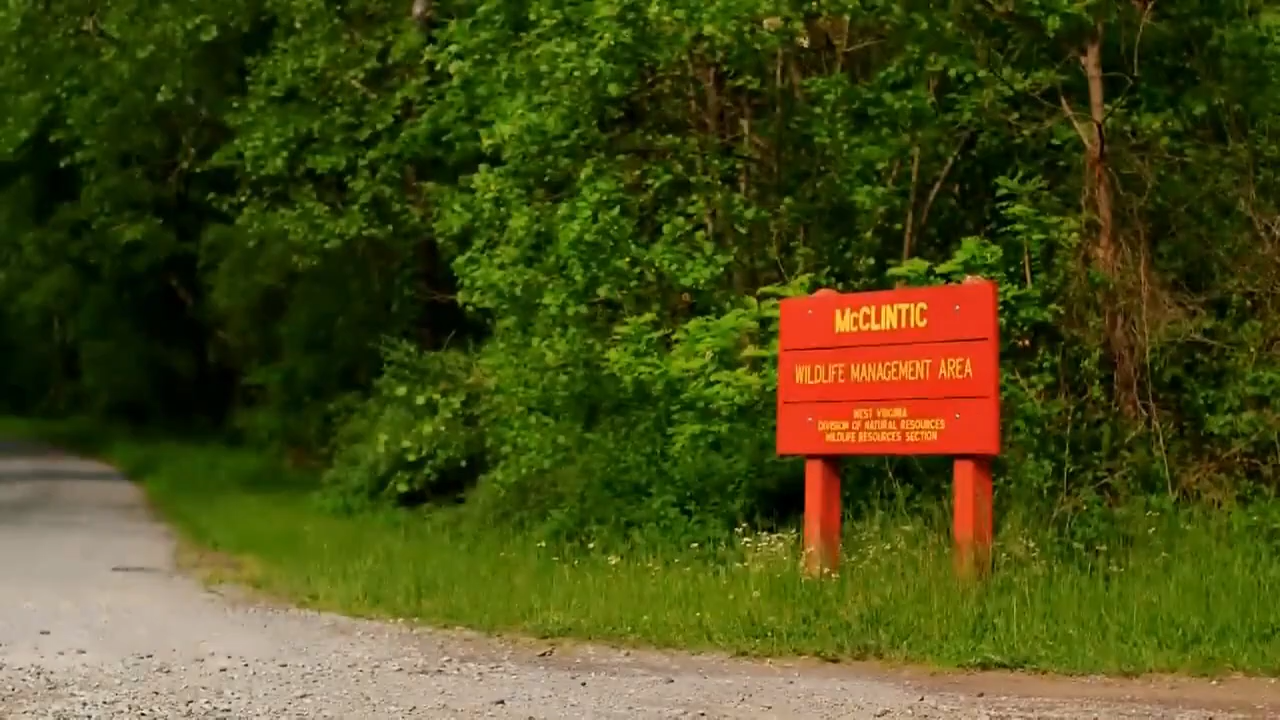 McCLINTIC
WILDLIFE MANAGEMENT AREA
WEST VIRGINIA
DIVISION OF NATURAL RESOURCES
WILDLIFE RESOURCES SECTION